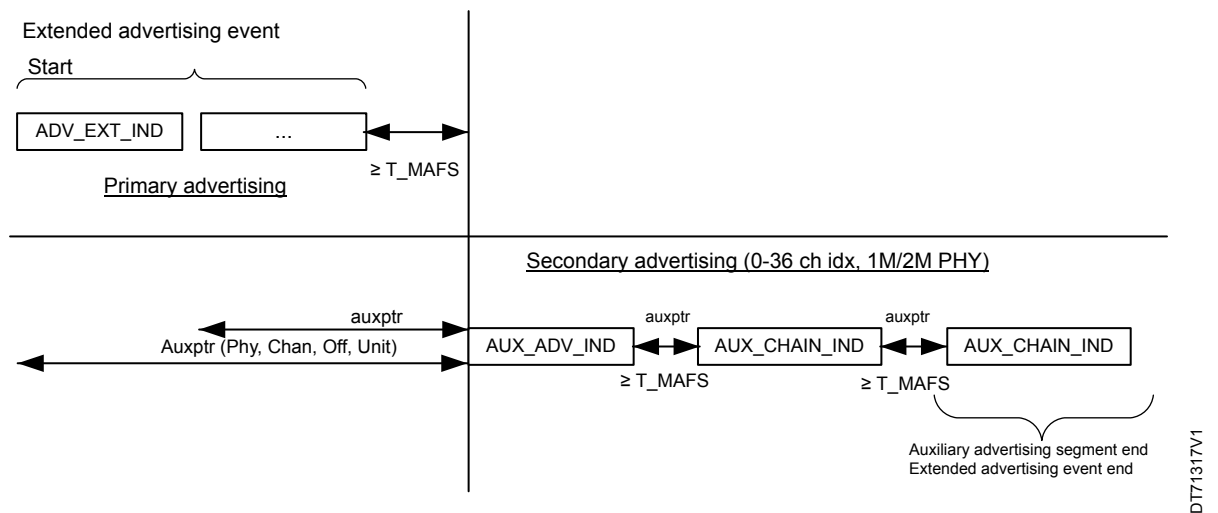 Extended advertising event
Start
ADV_EXT_IND
...
≥ T_MAFS
Primary advertising
Secondary advertising (0-36 ch idx, 1M/2M PHY)
auxptr
Auxptr (Phy, Chan, Off, Unit)
AUX_ADV_IND
auxptr
≥ T_MAFS
AUX_CHAIN_IND
auxptr
≥ T_MAFS
AUX_CHAIN_IND
Auxiliary advertising segment end
Extended advertising event end
DT71317V1